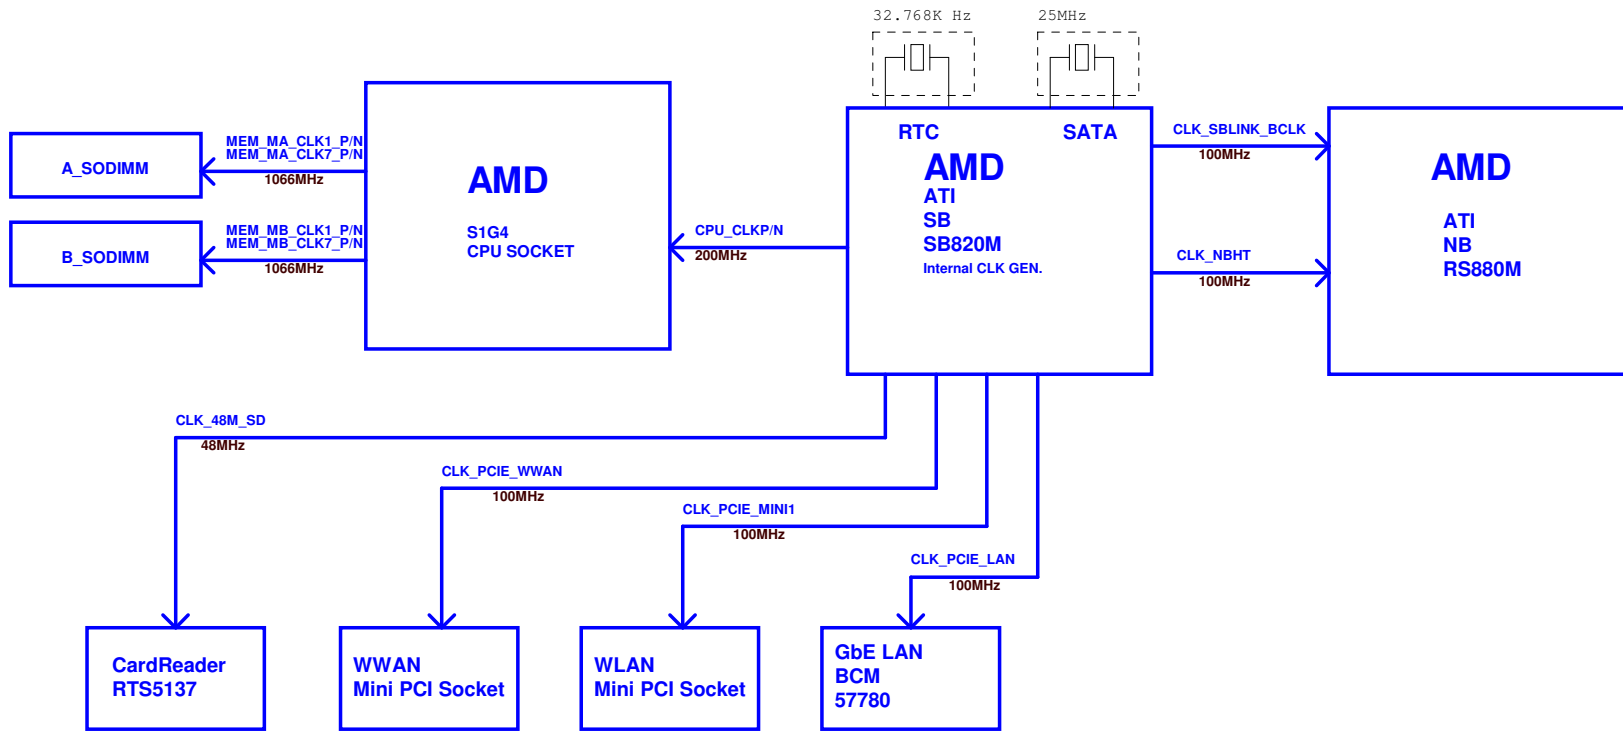 32.768K Hz
25MHz
RTC
SATA
AMD
ATI
SB
SB820M
Internal CLK GEN.
MEM_MA_CLK1_P/N
MEM_MA_CLK7_P/N
1066MHz
A_SODIMM
MEM_MB_CLK1_P/N
MEM_MB_CLK7_P/N
1066MHz
B_SODIMM
AMD
S1G4
CPU SOCKET
CPU_CLKP/N
200MHz
CLK_SBLINK_BCLK
100MHz
CLK_NBHT
100MHz
AMD
ATI
NB
RS880M
CLK_48M_SD
48MHz
CLK_PCIE_WWAN
100MHz
CLK_PCIE_MINI1
100MHz
CLK_PCIE_LAN
100MHz
CardReader
RTS5137
WWAN
Mini PCI Socket
WLAN
Mini PCI Socket
GbE LAN
BCM
57780